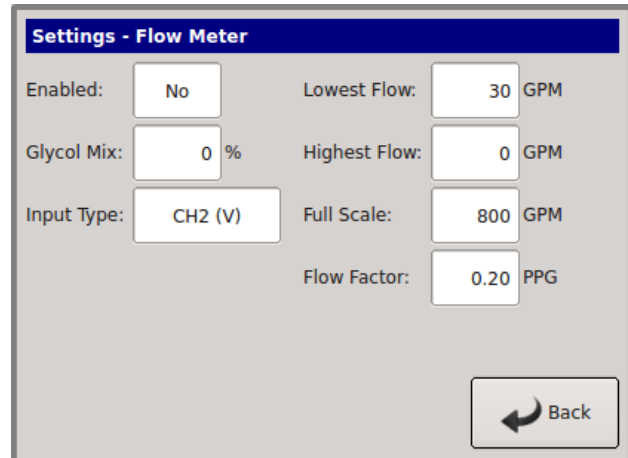 Settings - Flow Meter
Enabled: No Lowest Flow: 30 GPM
Glycol Mix: 0 % Highest Flow: 0 GPM
Input Type: CH2 (V) Full Scale: 800 GPM
Flow Factor: 0.20 PPG
Back